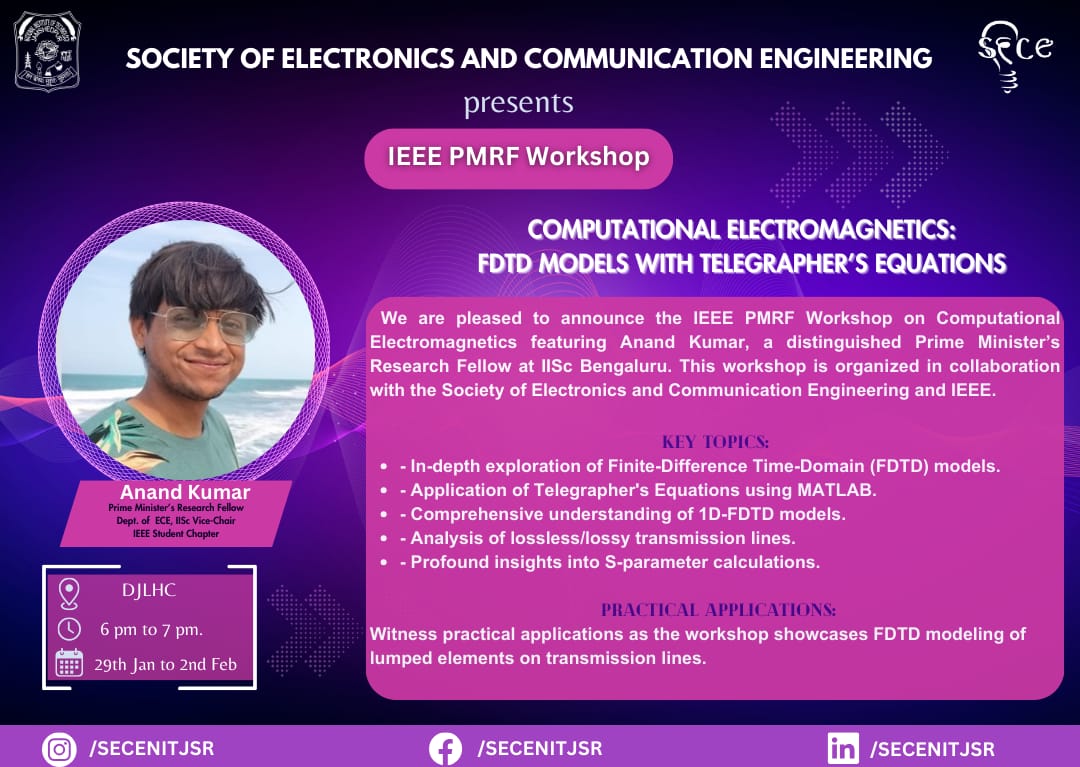 SOCIETY OF ELECTRONICS AND COMMUNICATION ENGINEERING
sece
presents
IEEE PMRF Workshop
COMPUTATIONAL ELECTROMAGNETICS:
FDTD MODELS WITH TELEGRAPHER'S EQUATIONS
We are pleased to announce the IEEE PMRF Workshop on Computational
Electromagnetics featuring Anand Kumar, a distinguished Prime Minister's
Research Fellow at IISc Bengaluru. This workshop is organized in collaboration
with the Society of Electronics and Communication Engineering and IEEE.
KEY TOPICS:
• - In-depth exploration of Finite-Difference Time-Domain (FDTD) models.
• - Application of Telegrapher's Equations using MATLAB.
• - Comprehensive understanding of 1D-FDTD models.
• - Analysis of lossless/lossy transmission lines.
• - Profound insights into S-parameter calculations.
PRACTICAL APPLICATIONS:
Witness practical applications as the workshop showcases FDTD modeling of
lumped elements on transmission lines.
Anand Kumar
Prime Minister's Research Fellow
Dept. of ECE, IISc Vice-Chair
IEEE Student Chapter
DJLHC
6 pm to 7 pm.
29th Jan to 2nd Feb
/SECENITJSR
/SECENITJSR
/SECENITJSR